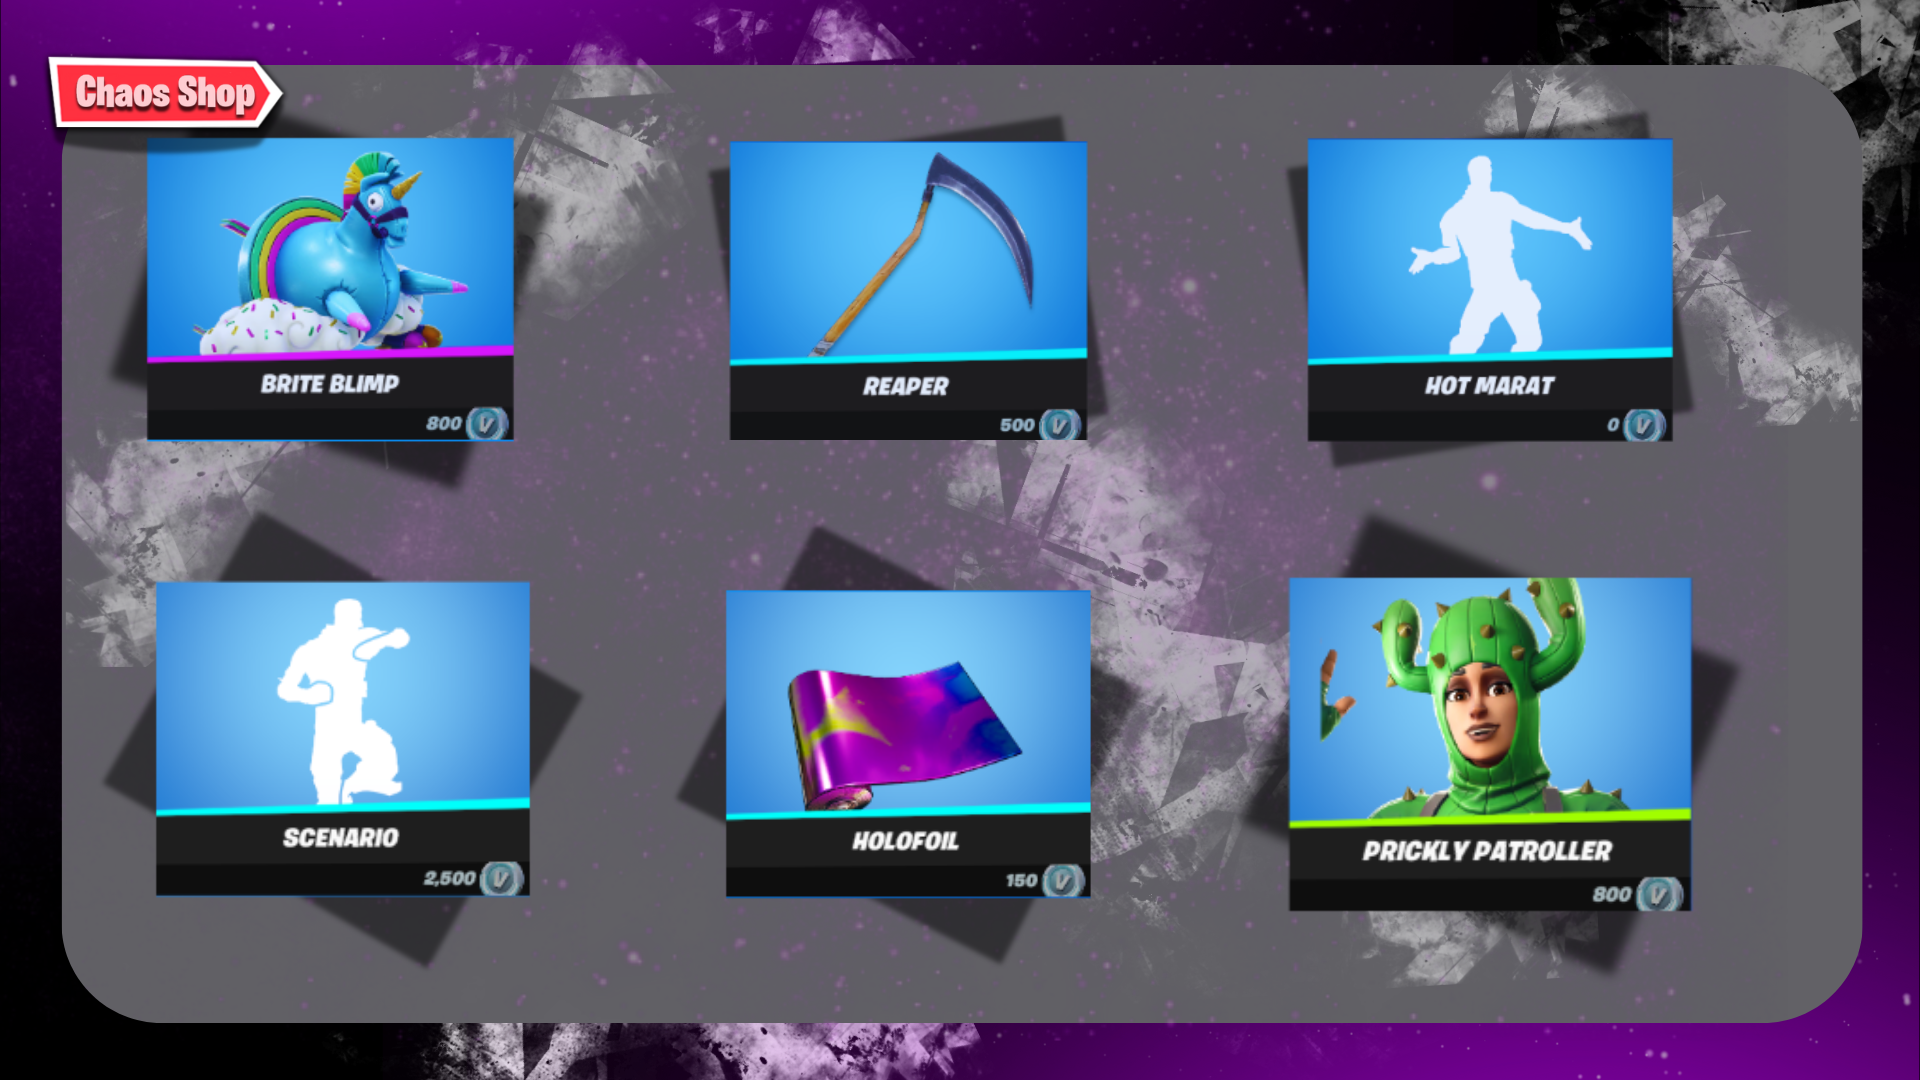 Chaos Shop
BRITE BLIMP
800 V
REAPER
500 V
HOT MARAT
0 V
SCENARIO
2,500 V
HOLOFOIL
150 V
PRICKLY PATROLLER
800 V